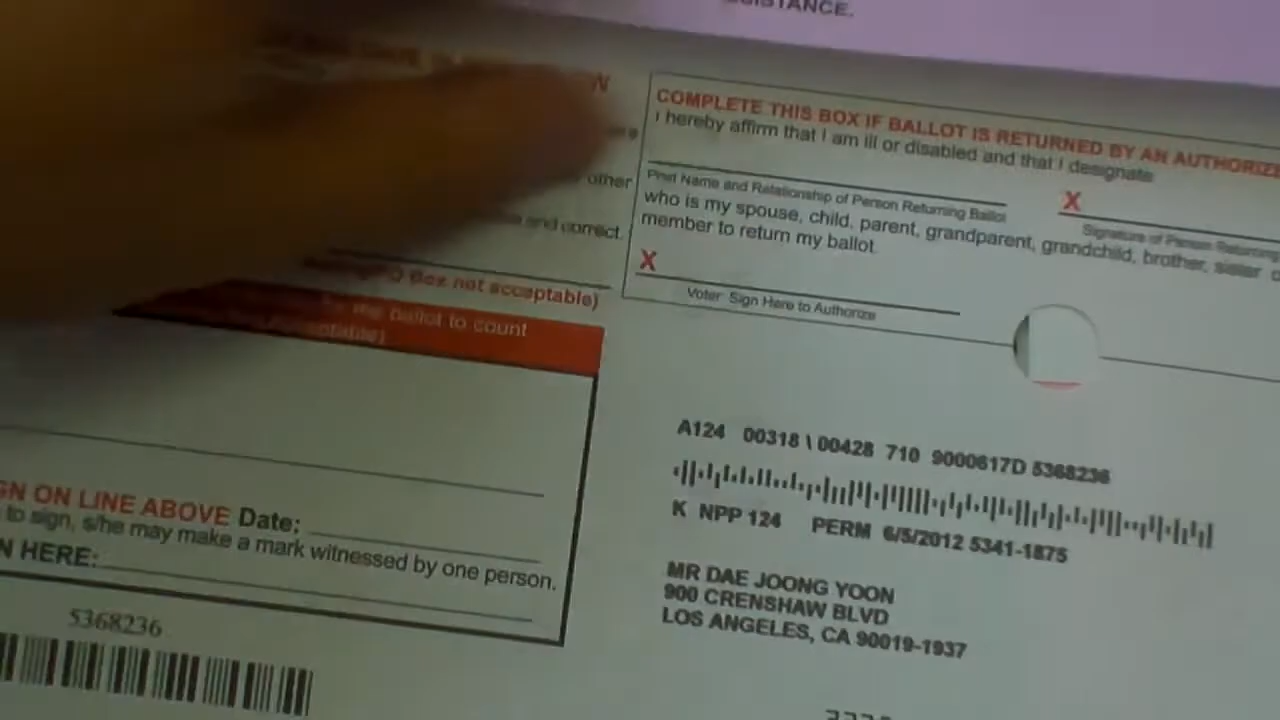 COMPLETE THIS BOX IF BALLOT IS RETURNED BY AN AUTHORIZE
I hereby affirm that I am ill or disabled and that I designate
X
Print Name and Relationship of Person Returning Ballot
Signature of Person Returning
who is my spouse, child, parent, grandparent, grandchild, brother, sister
member to return my ballot.
X
Voter Sign Here to Authorize
other
and correct.
Box not acceptable)
the ballot to count
GN ON LINE ABOVE Date:
to sign, s/he may make a mark witnessed by one person.
N HERE:
5368236
A124 00318 \ 00428 710 9000617D 5368236
K NPP 124 PERM 6/5/2012 5341-1875
MR DAE JOONG YOON
900 CRENSHAW BLVD
LOS ANGELES, CA 90019-1937